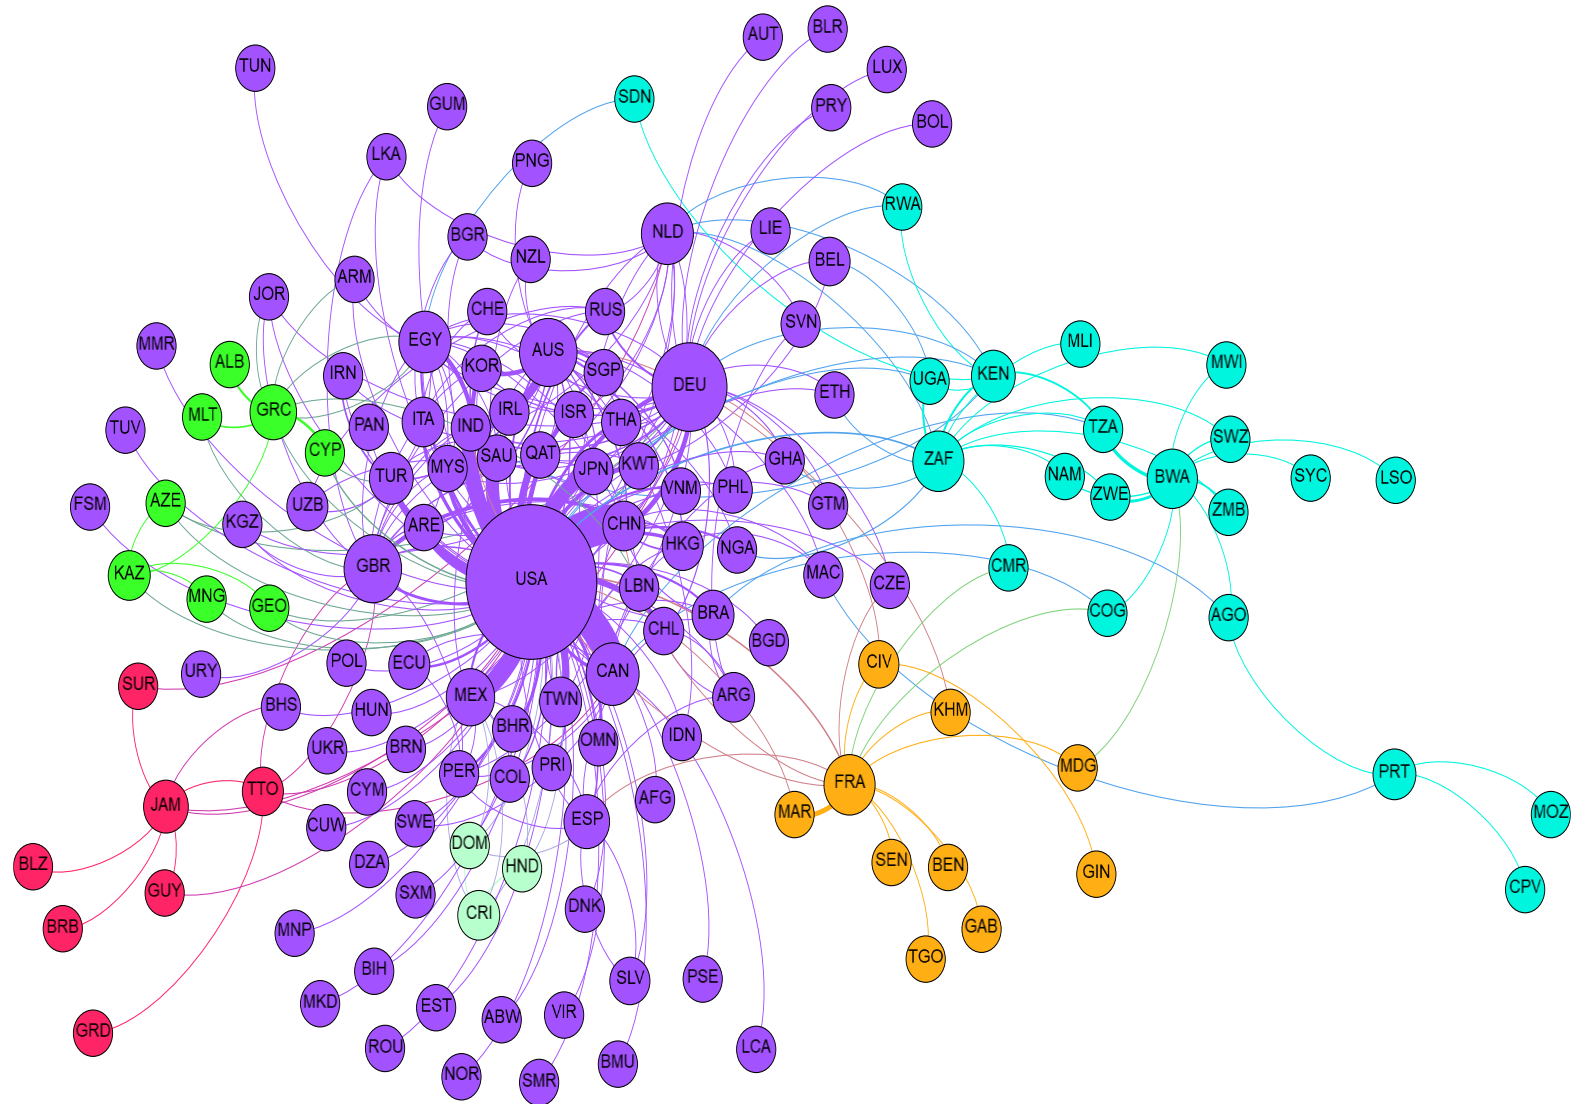 AUT
BLR
TUN
LUX
SDN
GUM
PRY
BOL
LKA
PNG
RWA
NLD
LIE
BGR
NZL
BEL
ARM
JOR
CHE
RUS
SVN
MLI
MMR
EGY
AUS
ALB
KOR
SGP
MWI
IRN
DEU
KEN
UGA
ETH
MLT
GRC
IRL
ISR
THA
PAN
ITA
IND
TUV
TZA
SWZ
CYP
SAU
QAT
GHA
ZAF
TUR
MYS
JPN
KWT
NAM
BWA
SYC
LSO
VNM
PHL
FSM
AZE
UZB
GTM
ZWE
ZMB
KGZ
ARE
CHN
HKG
NGA
GBR
KAZ
USA
MAC
CMR
LBN
CZE
MNG
GEO
BRA
COG
AGO
CHL
BGD
POL
ECU
CIV
URY
SUR
CAN
MEX
ARG
BHS
HUN
TWN
KHM
BHR
IDN
UKR
BRN
OMN
MDG
PER
COL
PRI
PRT
FRA
JAM
TTO
CYM
AFG
MAR
MOZ
CUW
SWE
ESP
DOM
BLZ
DZA
HND
SEN
BEN
GIN
GUY
SXM
CPV
CRI
DNK
BRB
MNP
GAB
TGO
BIH
SLV
PSE
MKD
EST
VIR
ABW
GRD
ROU
LCA
BMU
NOR
SMR